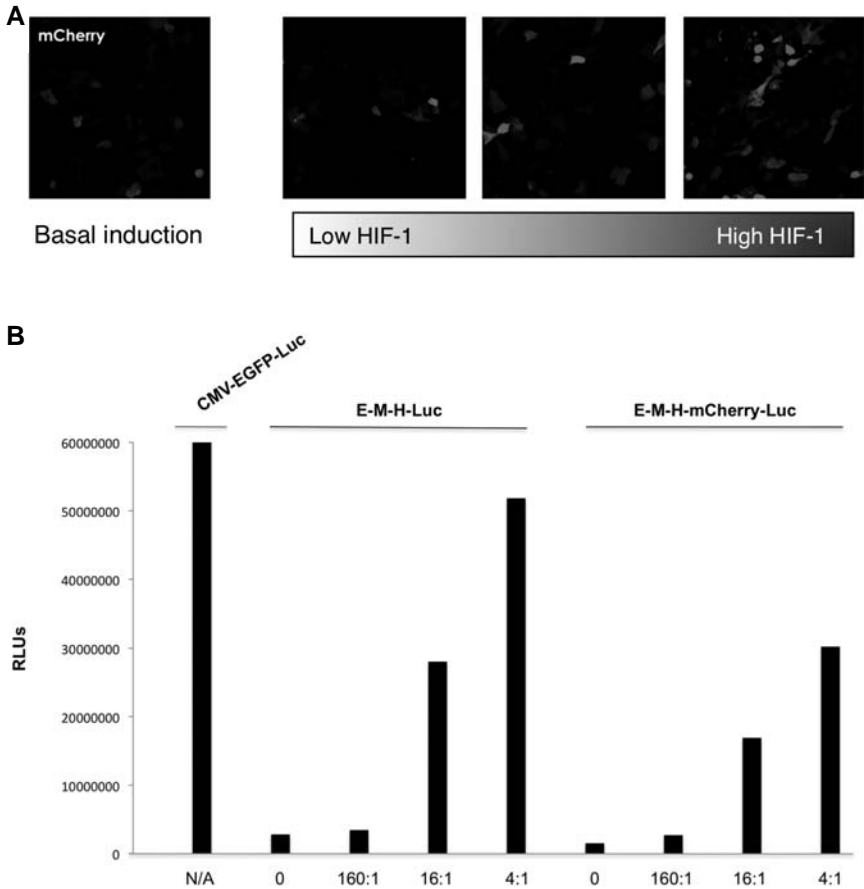 A
mCherry
Basal induction
Low HIF-1
High HIF-1
B
CMV-EGFP-Luc
E-M-H-Luc
E-M-H-mCherry-Luc
60000000
50000000
40000000
30000000
20000000
10000000
0
RLUs
N/A 0 160:1 16:1 4:1 0 160:1 16:1 4:1